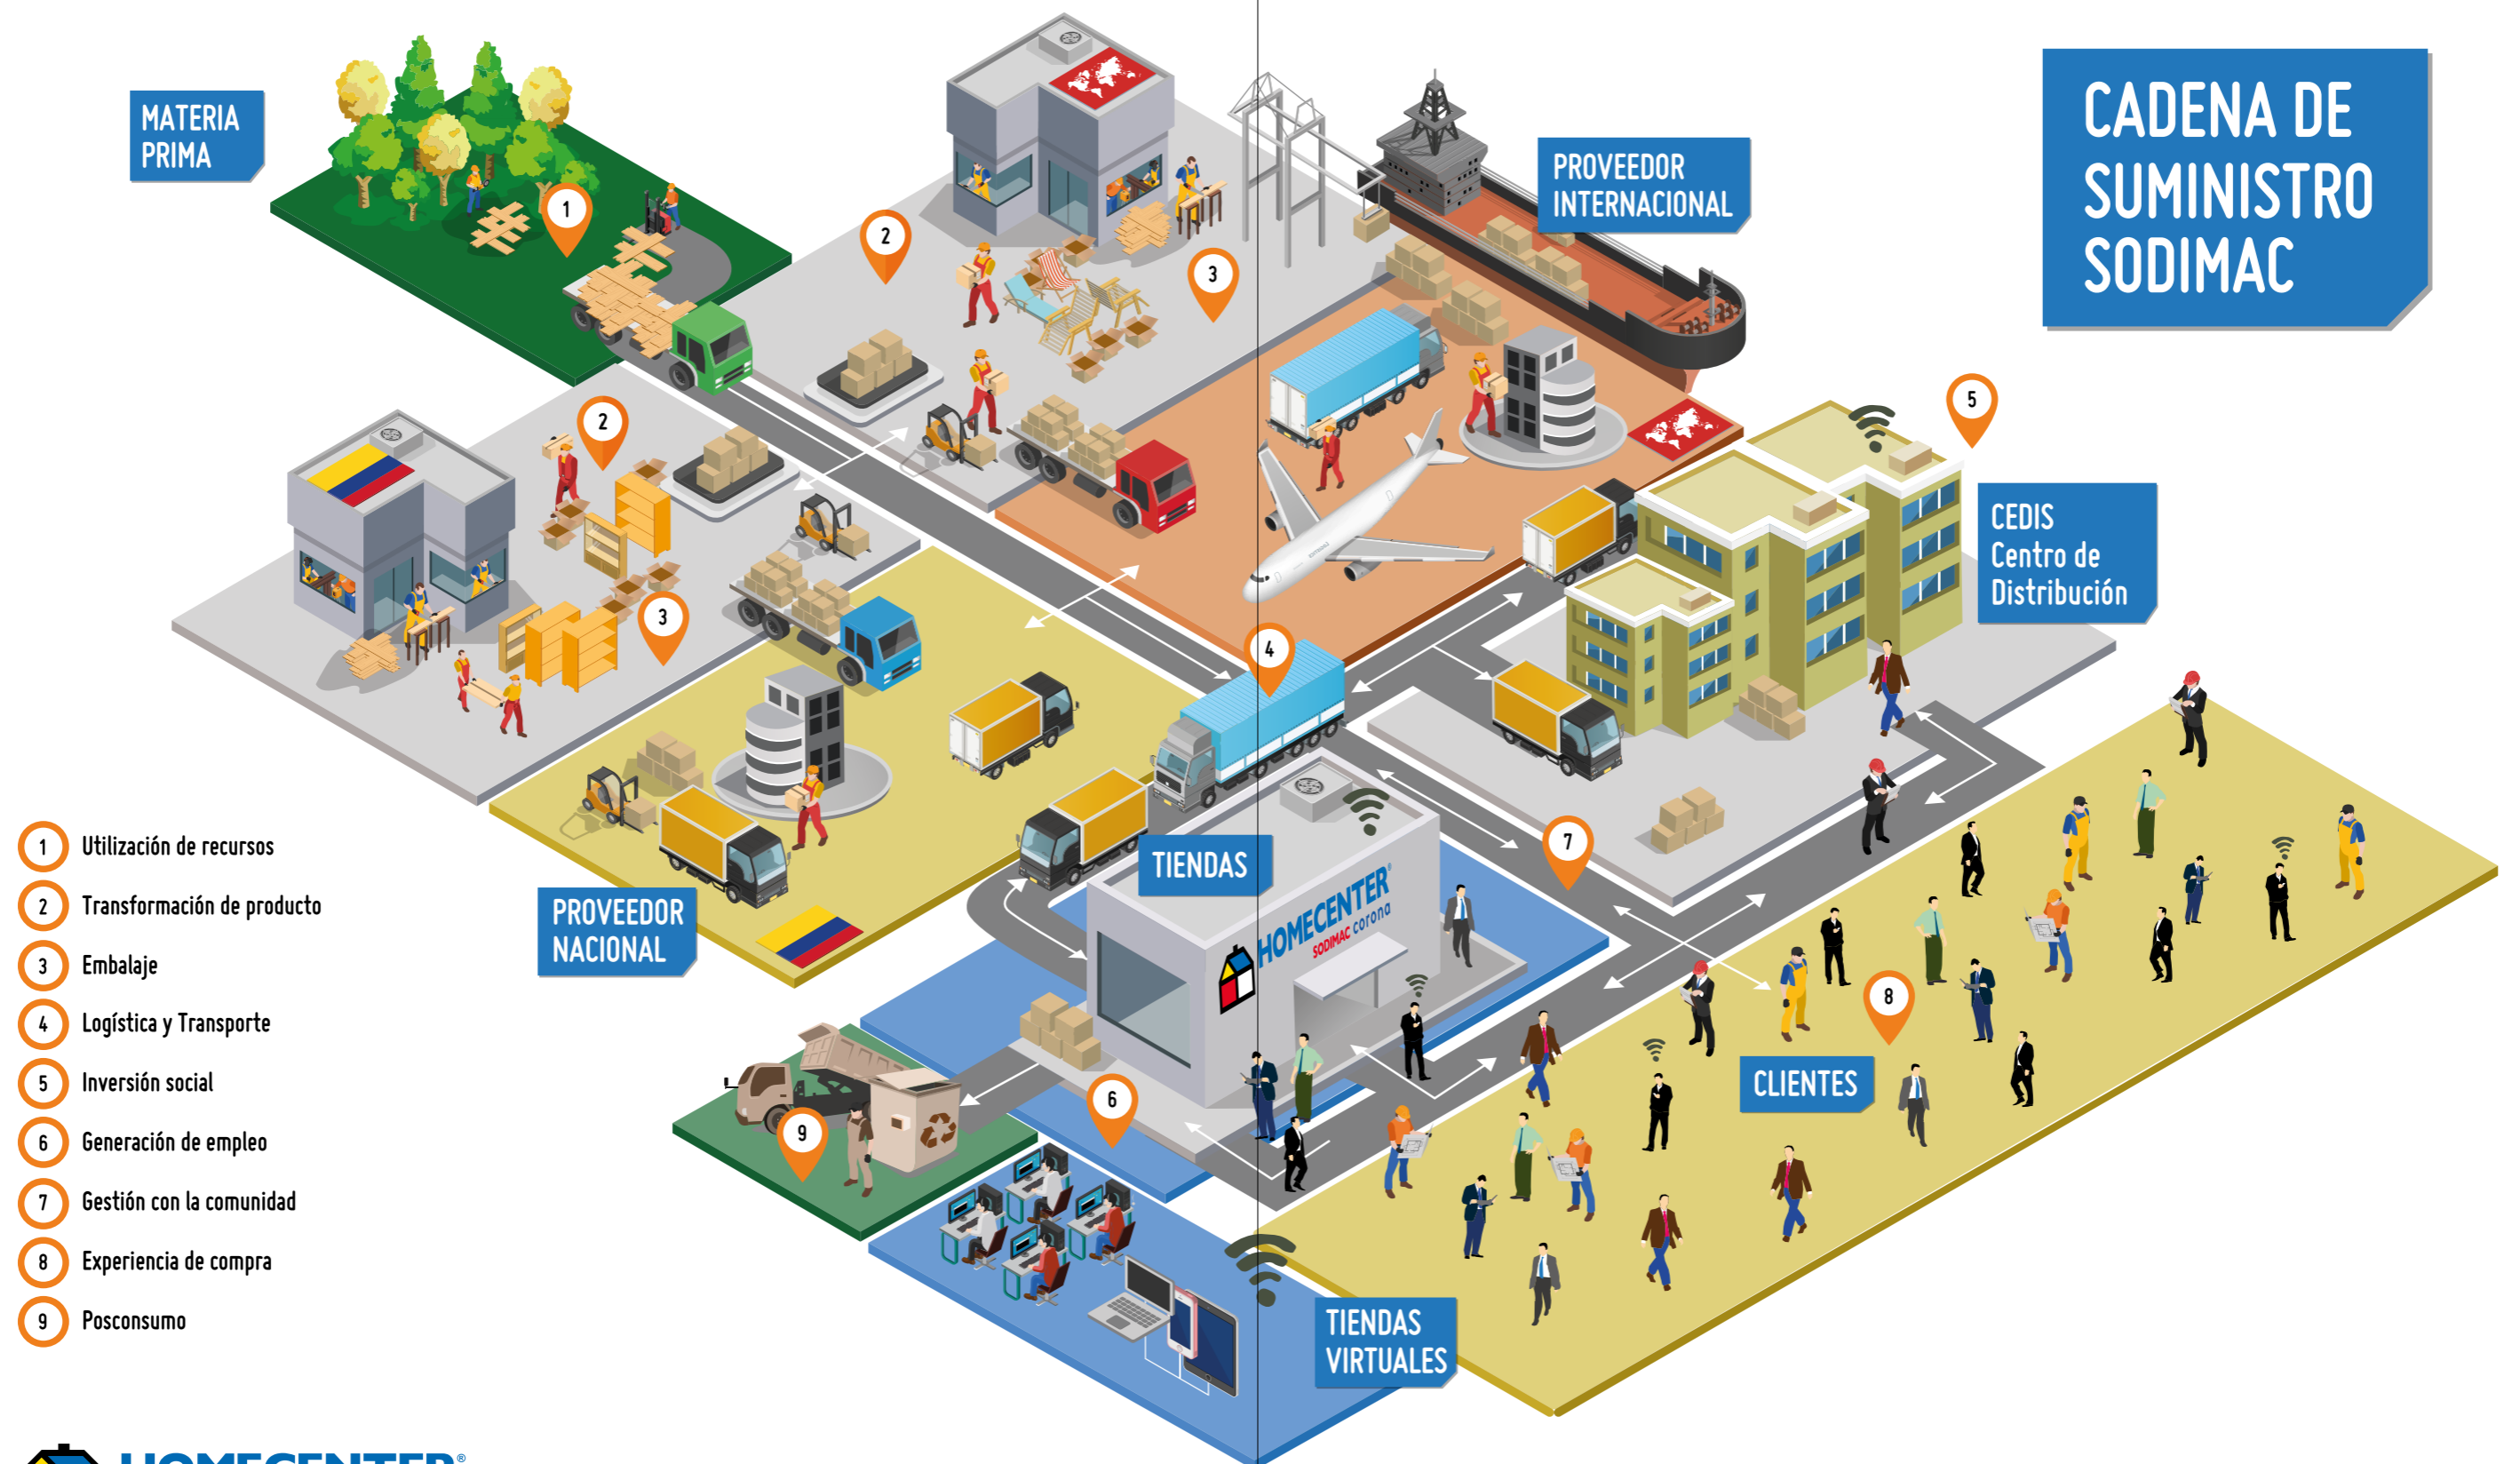 CADENA DE
SUMINISTRO
SODIMAC
MATERIA
PRIMA
1
2
3
PROVEEDOR
INTERNACIONAL
2
3
5
CEDIS
Centro de
Distribución
4
7
TIENDAS
HOMECENTER®
SODIMAC corona
PROVEEDOR
NACIONAL
8
CLIENTES
6
9
TIENDAS
VIRTUALES
1 Utilización de recursos
2 Transformación de producto
3 Embalaje
4 Logística y Transporte
5 Inversión social
6 Generación de empleo
7 Gestión con la comunidad
8 Experiencia de compra
9 Posconsumo
HOMECENTER®